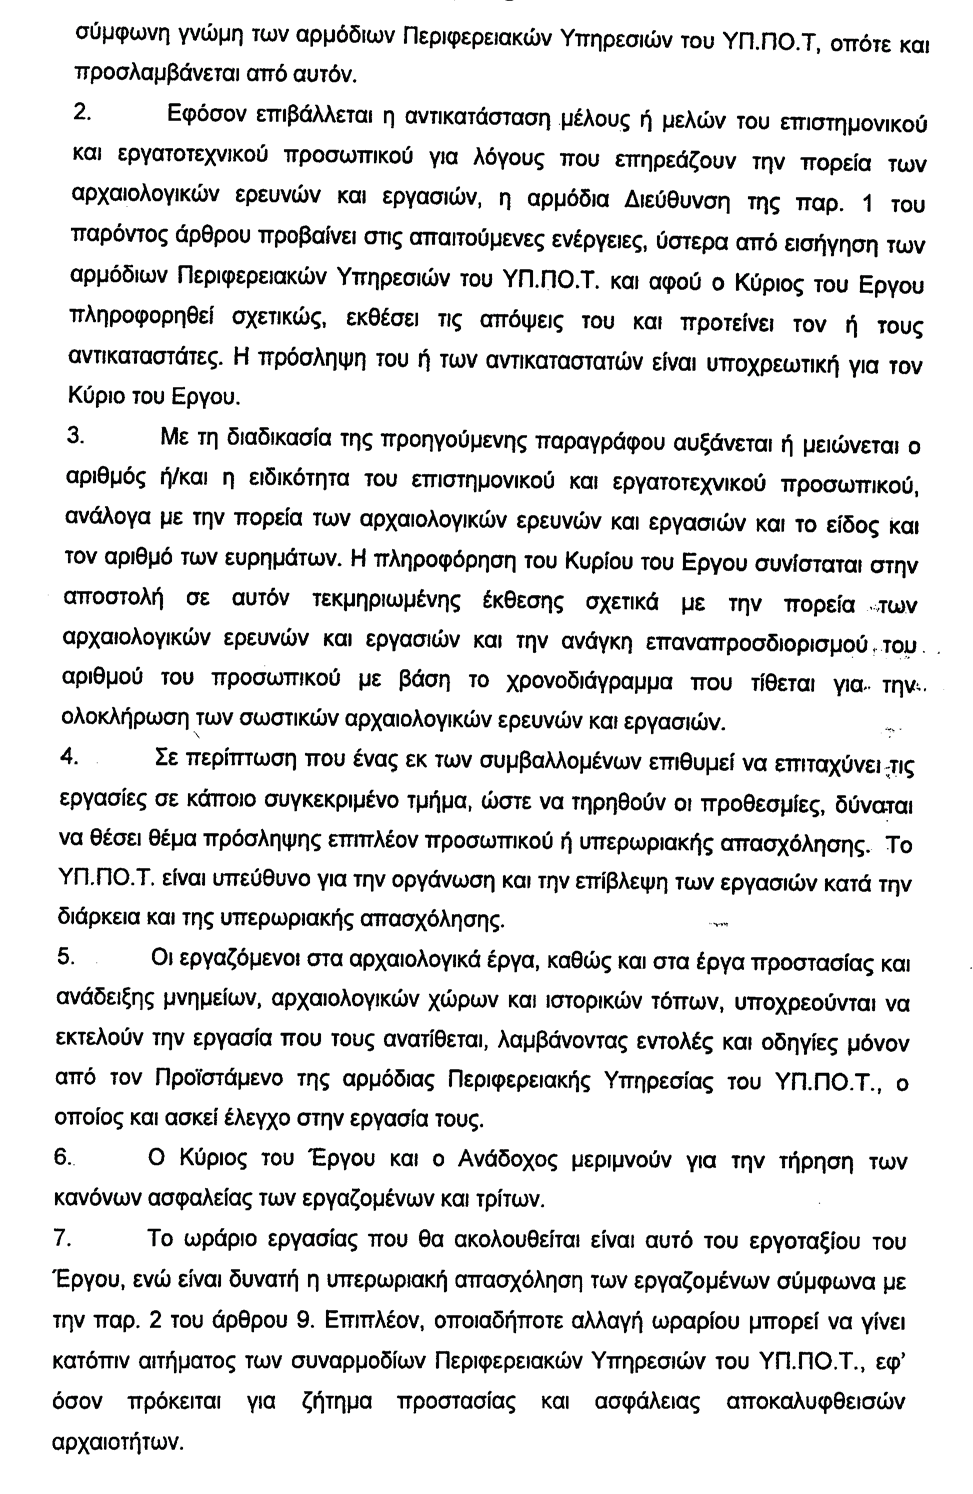 σύμφωνη γνώμη των αρμόδιων Περιφερειακών Υπηρεσιών του ΥΠ.ΠΟ.Τ, οπότε και
προσλαμβάνεται από αυτόν.
2. Εφόσον επιβάλλεται η αντικατάσταση μέλους ή μελών του επιστημονικού
και εργατοτεχνικού προσωπικού για λόγους που επηρεάζουν την πορεία των
αρχαιολογικών ερευνών και εργασιών, η αρμόδια Διεύθυνση της παρ. 1 του
παρόντος άρθρου προβαίνει στις απαιτούμενες ενέργειες, ύστερα από εισήγηση των
αρμόδιων Περιφερειακών Υπηρεσιών του ΥΠ.ΠΟ.Τ. και αφού ο Κύριος του Εργου
πληροφορηθεί σχετικώς, εκθέσει τις απόψεις του και προτείνει τον ή τους
αντικαταστάτες. Η πρόσληψη του ή των αντικαταστατών είναι υποχρεωτική για τον
Κύριο του Εργου.
3. Με τη διαδικασία της προηγούμενης παραγράφου αυξάνεται ή μειώνεται ο
αριθμός ή/και η ειδικότητα του επιστημονικού και εργατοτεχνικού προσωπικού,
ανάλογα με την πορεία των αρχαιολογικών ερευνών και εργασιών και το είδος και
τον αριθμό των ευρημάτων. Η πληροφόρηση του Κυρίου του Εργου συνίσταται στην
αποστολή σε αυτόν τεκμηριωμένης έκθεσης σχετικά με την πορεία των
αρχαιολογικών ερευνών και εργασιών και την ανάγκη επαναπροσδιορισμού του
αριθμού του προσωπικού με βάση το χρονοδιάγραμμα που τίθεται για την
ολοκλήρωση των σωστικών αρχαιολογικών ερευνών και εργασιών.
4. Σε περίπτωση που ένας εκ των συμβαλλομένων επιθυμεί να επιταχύνει τις
εργασίες σε κάποιο συγκεκριμένο τμήμα, ώστε να τηρηθούν οι προθεσμίες, δύναται
να θέσει θέμα πρόσληψης επιπλέον προσωπικού ή υπερωριακής απασχόλησης. Το
ΥΠ.ΠΟ.Τ. είναι υπεύθυνο για την οργάνωση και την επίβλεψη των εργασιών κατά την
διάρκεια και της υπερωριακής απασχόλησης.
5. Οι εργαζόμενοι στα αρχαιολογικά έργα, καθώς και στα έργα προστασίας και
ανάδειξης μνημείων, αρχαιολογικών χώρων και ιστορικών τόπων, υποχρεούνται να
εκτελούν την εργασία που τους ανατίθεται, λαμβάνοντας εντολές και οδηγίες μόνον
από τον Προϊστάμενο της αρμόδιας Περιφερειακής Υπηρεσίας του ΥΠ.ΠΟ.Τ., ο
οποίος και ασκεί έλεγχο στην εργασία τους.
6. Ο Κύριος του Έργου και ο Ανάδοχος μεριμνούν για την τήρηση των
κανόνων ασφαλείας των εργαζομένων και τρίτων.
7. Το ωράριο εργασίας που θα ακολουθείται είναι αυτό του εργοταξίου του
Έργου, ενώ είναι δυνατή η υπερωριακή απασχόληση των εργαζομένων σύμφωνα με
την παρ. 2 του άρθρου 9. Επιπλέον, οποιαδήποτε αλλαγή ωραρίου μπορεί να γίνει
κατόπιν αιτήματος των συναρμοδίων Περιφερειακών Υπηρεσιών του ΥΠ.ΠΟ.Τ., εφ'
όσον πρόκειται για ζήτημα προστασίας και ασφάλειας αποκαλυφθεισών
αρχαιοτήτων.